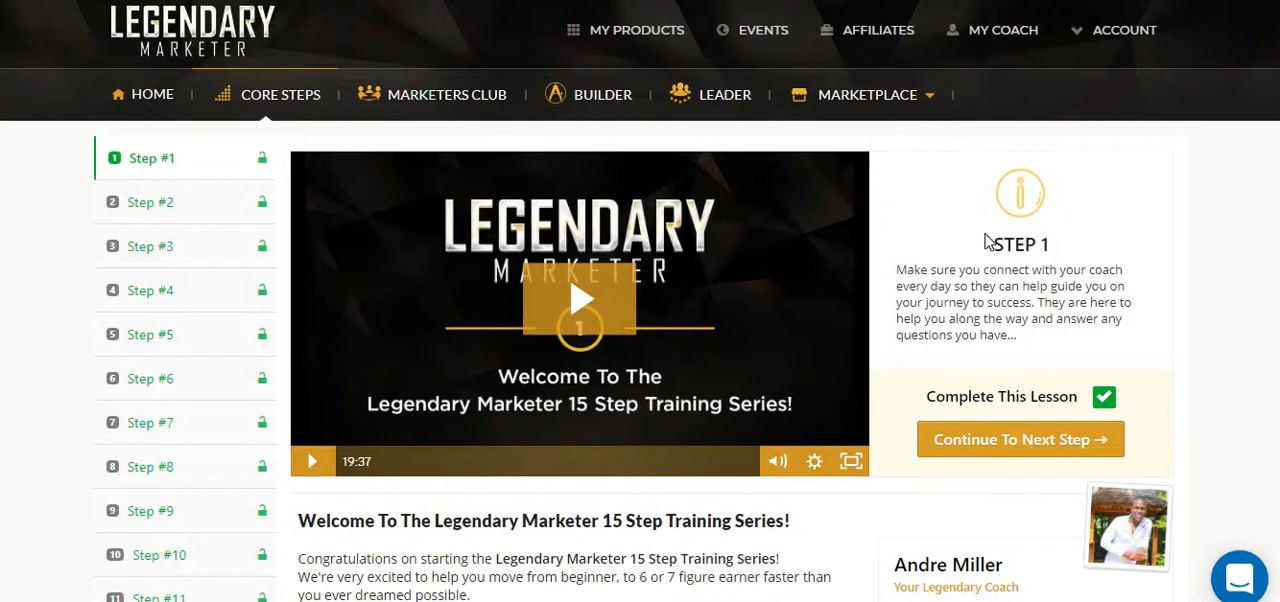 LEGENDARY
MARKETER
MY PRODUCTS EVENTS AFFILIATES MY COACH ACCOUNT
HOME CORE STEPS MARKETERS CLUB BUILDER LEADER MARKETPLACE
1 Step #1
2 Step #2
3 Step #3
4 Step #4
5 Step #5
6 Step #6
7 Step #7
8 Step #8
9 Step #9
10 Step #10
11 Step #11
LEGENDARY
MARKETER
1
Welcome To The
Legendary Marketer 15 Step Training Series!
19:37
STEP 1
Make sure you connect with your coach
every day so they can help guide you on
your journey to success. They are here to
help you along the way and answer any
questions you have...
Complete This Lesson
Continue To Next Step →
Welcome To The Legendary Marketer 15 Step Training Series!
Congratulations on starting the Legendary Marketer 15 Step Training Series!
We're very excited to help you move from beginner, to 6 or 7 figure earner faster than
you ever dreamed possible.
Andre Miller
Your Legendary Coach